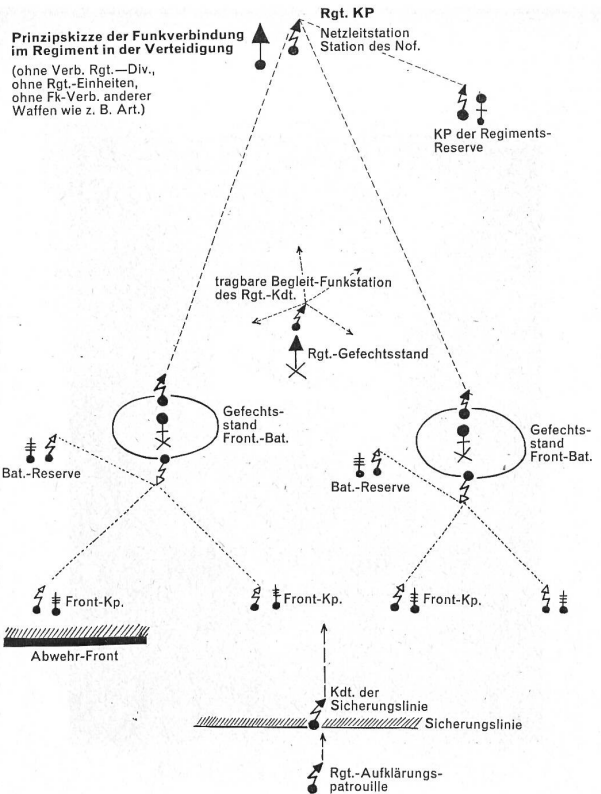 Prinzipskizze der Funkverbindung
im Regiment in der Verteidigung
(ohne Verb. Rgt.—Div.,
ohne Rgt.-Einheiten,
ohne Fk-Verb. anderer
Waffen wie z. B. Art.)
Rgt. KP
Netzleitstation
Station des Nof.
KP der Regiments-
Reserve
tragbare Begleit-Funkstation
des Rgt.-Kdt.
Rgt.-Gefechtsstand
Gefechts-
stand
Front.-Bat.
Gefechts-
stand
Front-Bat.
Bat.-Reserve
Bat.-Reserve
Front-Kp.
Front-Kp.
Front-Kp.
Abwehr-Front
Kdt. der
Sicherungslinie
Sicherungslinie
Rgt.-Aufklärungs-
patrouille